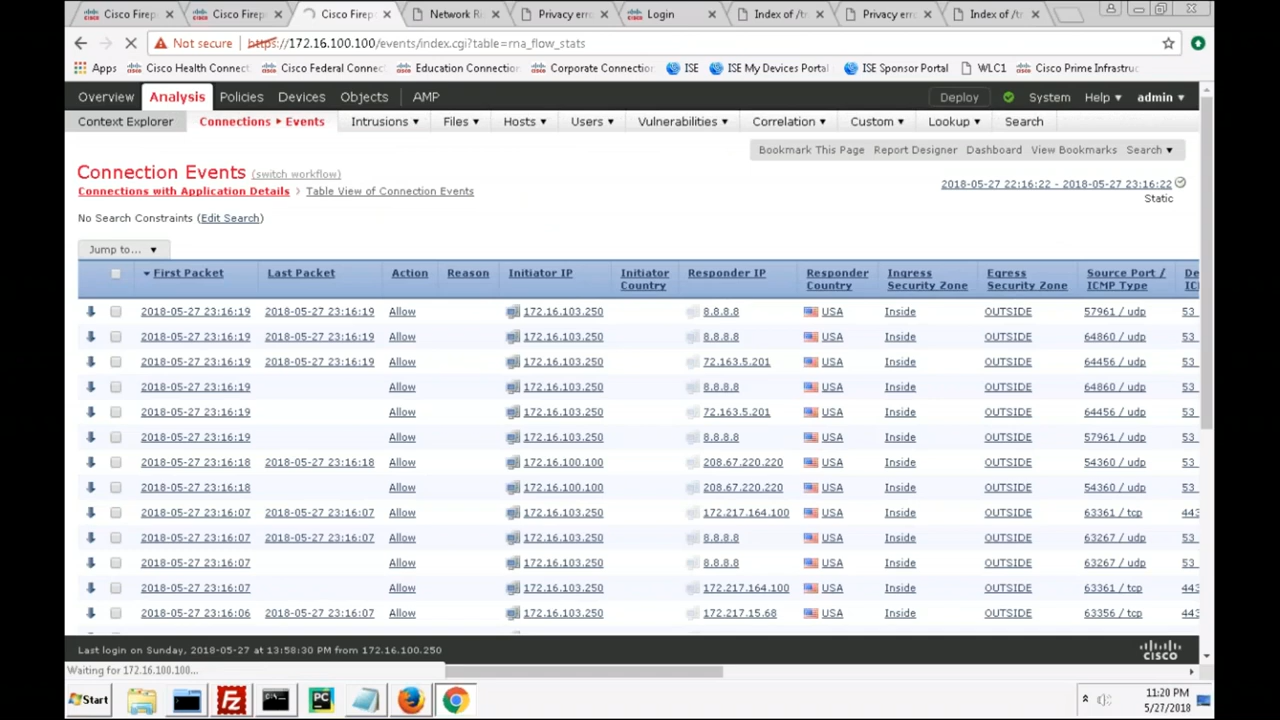 Cisco Firep
Cisco Firep
Cisco Firep
Network Ri
Privacy erro
Login
Index of /tr
Privacy erro
Index of /tr
Not secure
https://172.16.100.100/events/index.cgi?table=rna_flow_stats
Apps
Cisco Health Connect
Cisco Federal Connect
Education Connection
Corporate Connection
ISE
ISE My Devices Portal
ISE Sponsor Portal
WLC1
Cisco Prime Infrastruc
Overview Analysis Policies Devices Objects AMP Deploy System Help admin
Context Explorer Connections Events Intrusions Files Hosts Users Vulnerabilities Correlation Custom Lookup Search
Bookmark This Page Report Designer Dashboard View Bookmarks Search
Connection Events (switch workflow)
Connections with Application Details > Table View of Connection Events
2018-05-27 22:16:22 - 2018-05-27 23:16:22
Static
No Search Constraints (Edit Search)
Jump to...
First Packet Last Packet Action Reason Initiator IP Initiator Country Responder IP Responder Country Ingress Security Zone Egress Security Zone Source Port / ICMP Type De ICI
2018-05-27 23:16:19 2018-05-27 23:16:19 Allow 172.16.103.250 8.8.8.8 USA Inside OUTSIDE 57961 / udp 53
2018-05-27 23:16:19 2018-05-27 23:16:19 Allow 172.16.103.250 8.8.8.8 USA Inside OUTSIDE 64860 / udp 53
2018-05-27 23:16:19 2018-05-27 23:16:19 Allow 172.16.103.250 72.163.5.201 USA Inside OUTSIDE 64456 / udp 53
2018-05-27 23:16:19 Allow 172.16.103.250 8.8.8.8 USA Inside OUTSIDE 64860 / udp 53
2018-05-27 23:16:19 Allow 172.16.103.250 72.163.5.201 USA Inside OUTSIDE 64456 / udp 53
2018-05-27 23:16:19 Allow 172.16.103.250 8.8.8.8 USA Inside OUTSIDE 57961 / udp 53
2018-05-27 23:16:18 2018-05-27 23:16:18 Allow 172.16.100.100 208.67.220.220 USA Inside OUTSIDE 54360 / udp 53
2018-05-27 23:16:18 Allow 172.16.100.100 208.67.220.220 USA Inside OUTSIDE 54360 / udp 53
2018-05-27 23:16:07 2018-05-27 23:16:07 Allow 172.16.103.250 172.217.164.100 USA Inside OUTSIDE 63361 / tcp 443
2018-05-27 23:16:07 2018-05-27 23:16:07 Allow 172.16.103.250 8.8.8.8 USA Inside OUTSIDE 63267 / udp 53
2018-05-27 23:16:07 Allow 172.16.103.250 8.8.8.8 USA Inside OUTSIDE 63267 / udp 53
2018-05-27 23:16:07 Allow 172.16.103.250 172.217.164.100 USA Inside OUTSIDE 63361 / tcp 443
2018-05-27 23:16:06 2018-05-27 23:16:07 Allow 172.16.103.250 172.217.15.68 USA Inside OUTSIDE 63356 / tcp 443
Last login on Sunday, 2018-05-27 at 13:58:30 PM from 172.16.100.250
CISCO
Waiting for 172.16.100.100...
Start
11:20 PM
5/27/2018